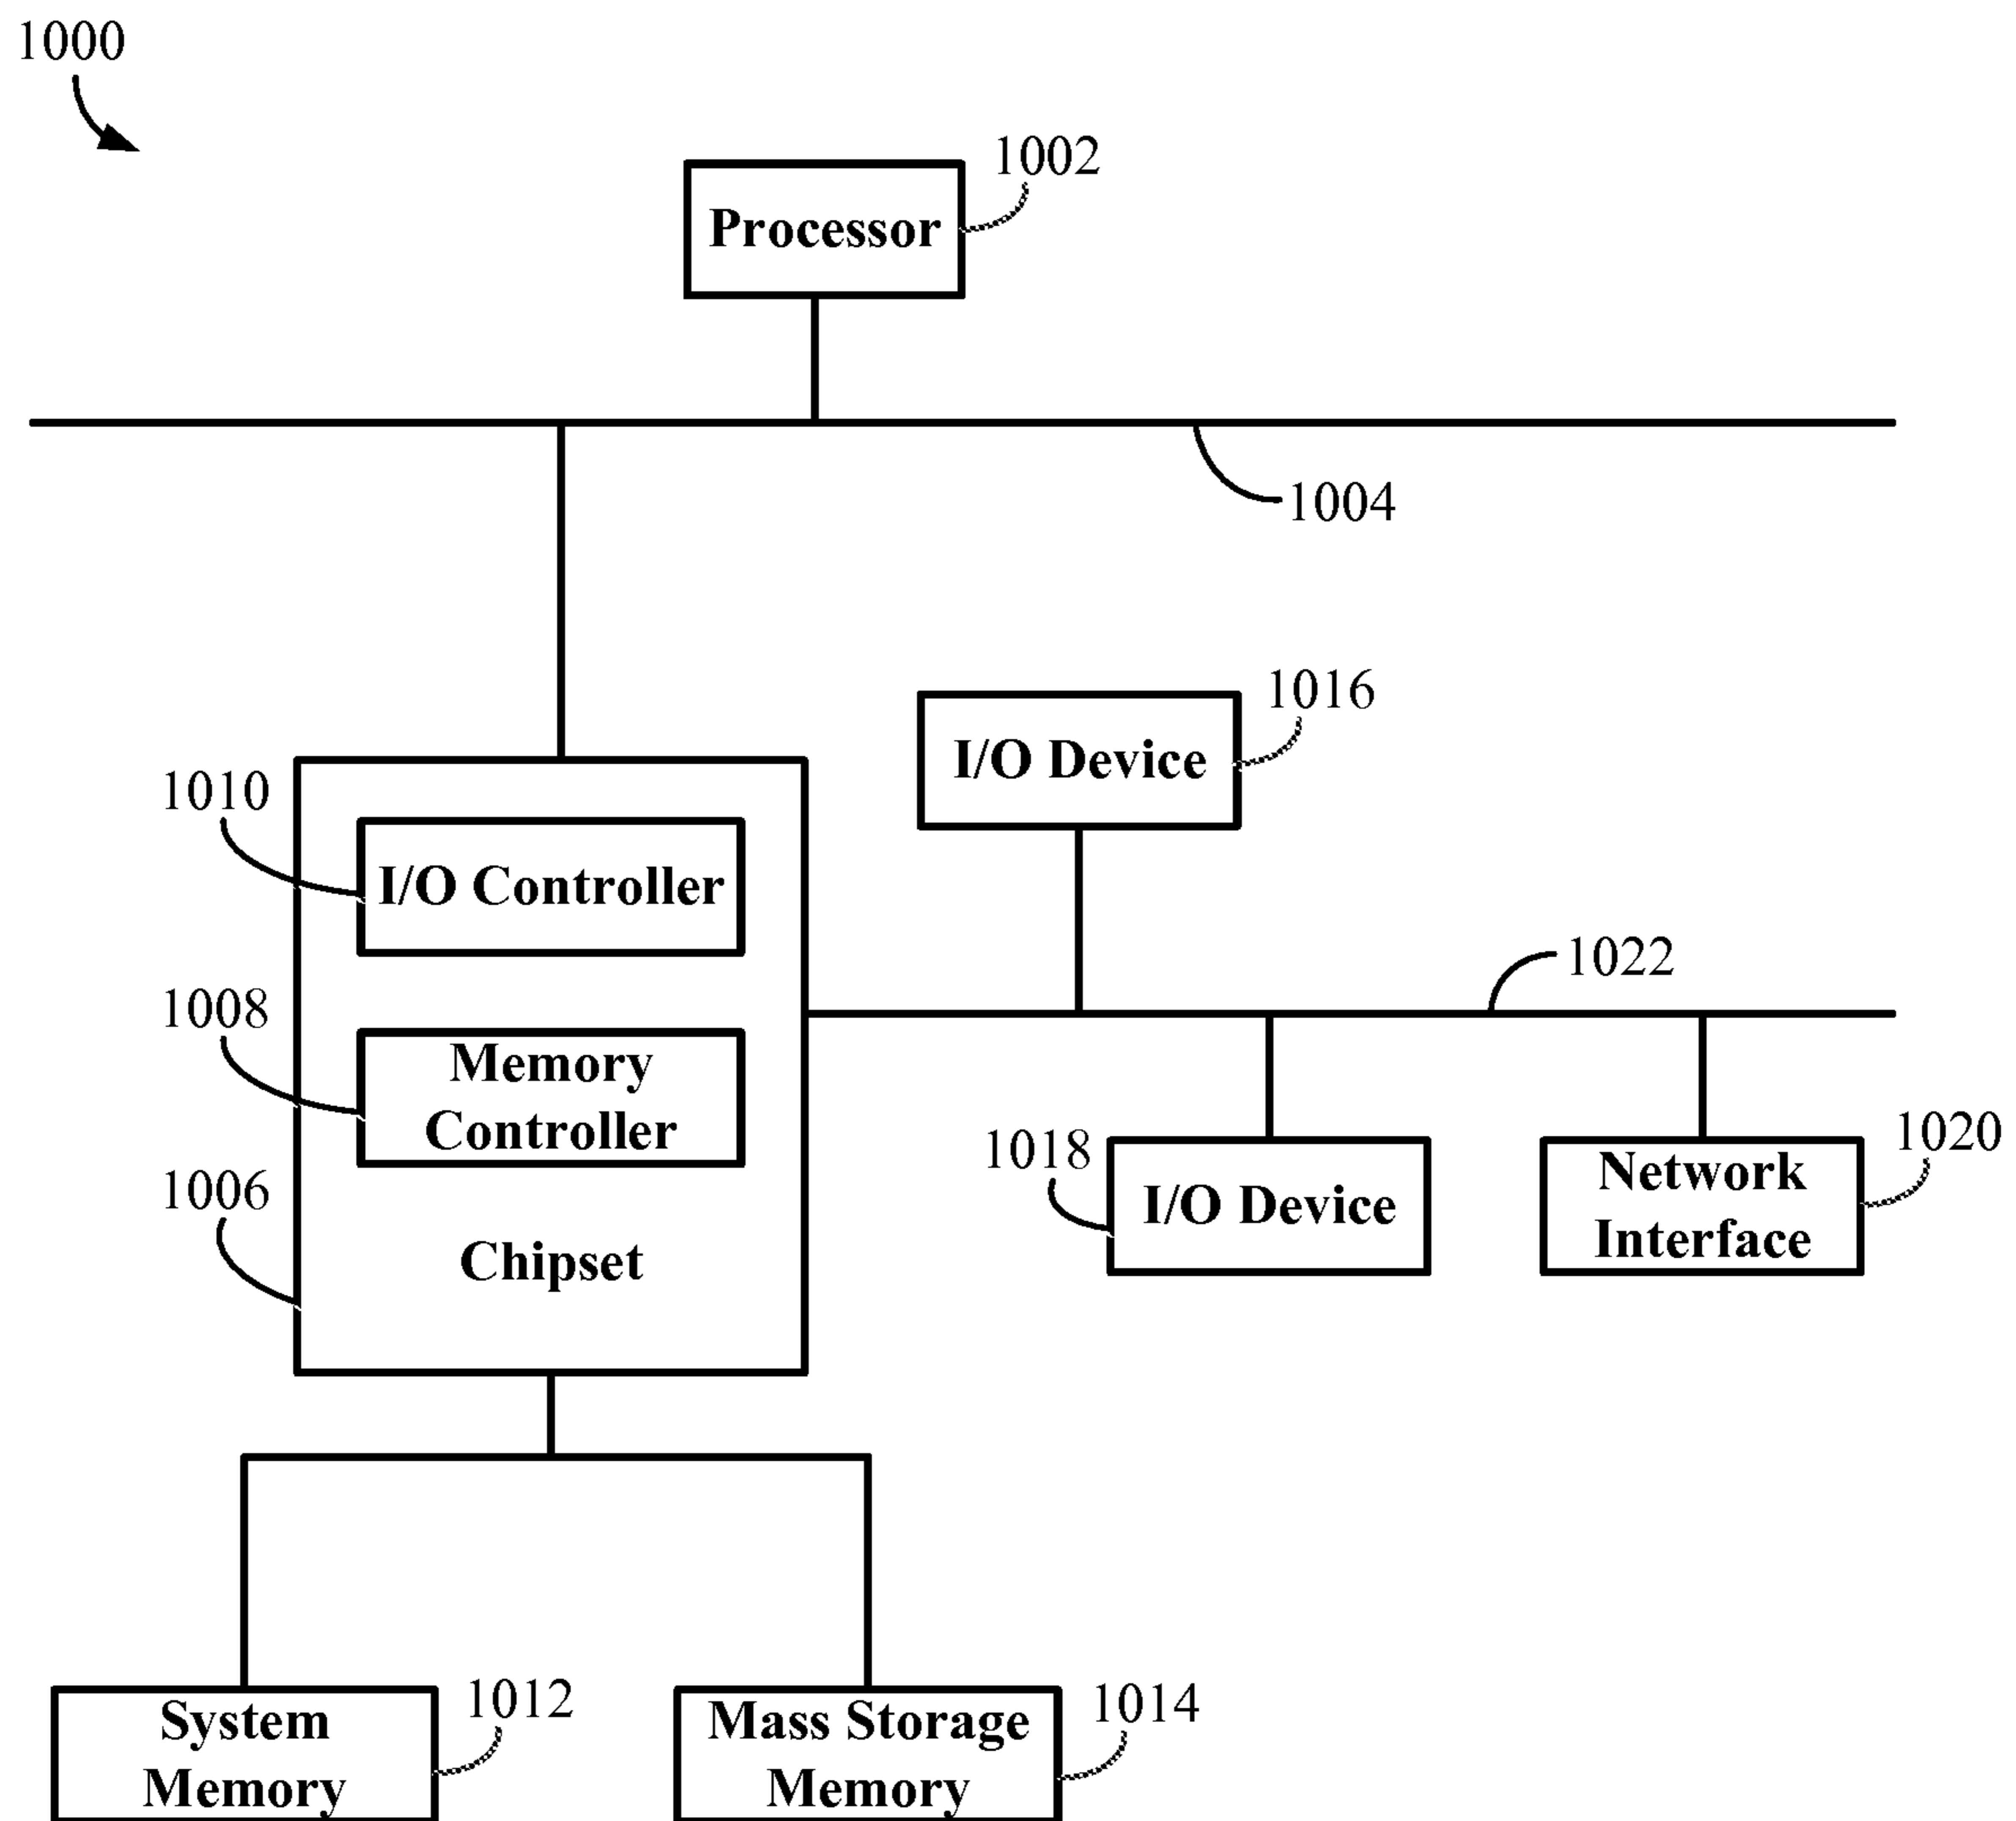 1000
1002
Processor
1004
1016
I/O Device
1010
I/O Controller
1022
1008
Memory
Controller
1018
I/O Device
1020
Network
Interface
1006
Chipset
1012
System
Memory
1014
Mass Storage
Memory